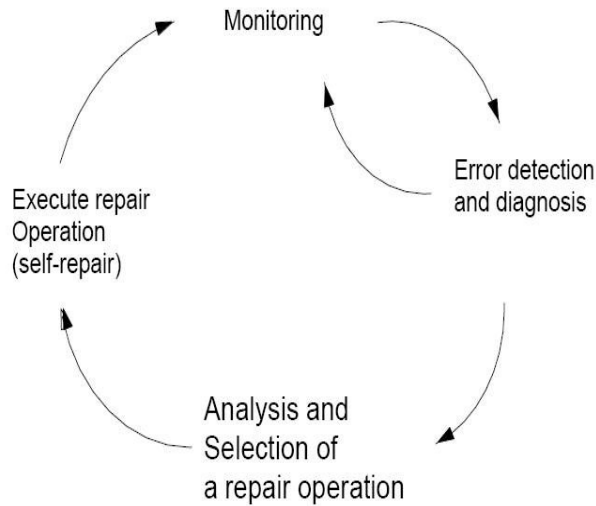 Monitoring
Error detection
and diagnosis
Execute repair
Operation
(self-repair)
Analysis and
Selection of
a repair operation